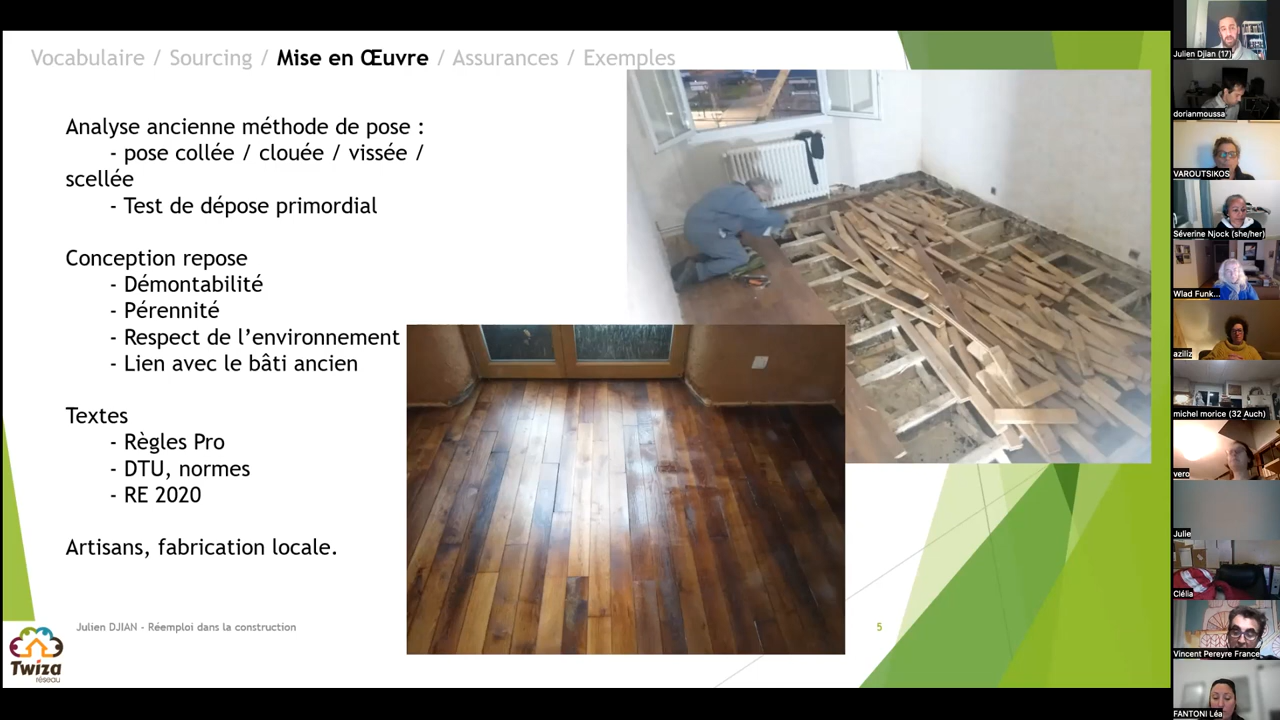 Vocabulaire / Sourcing / Mise en Œuvre / Assurances / Exemples
Analyse ancienne méthode de pose :
- pose collée / clouée / vissée /
scellée
- Test de dépose primordial
Conception repose
- Démontabilité
- Pérennité
- Respect de l’environnement
- Lien avec le bâti ancien
Textes
- Règles Pro
- DTU, normes
- RE 2020
Artisans, fabrication locale.
Julien DJIAN - Réemploi dans la construction
5
Twiza
réseau
Julien Djian (17)
dorianmoussa
VAROUTSIKOS
Séverine Njock (she/her)
Wlad Funk...
aziliz
michel morice (32 Auch)
vero
Julie
Clélia
Vincent Pereyre France...
FANTONI Léa